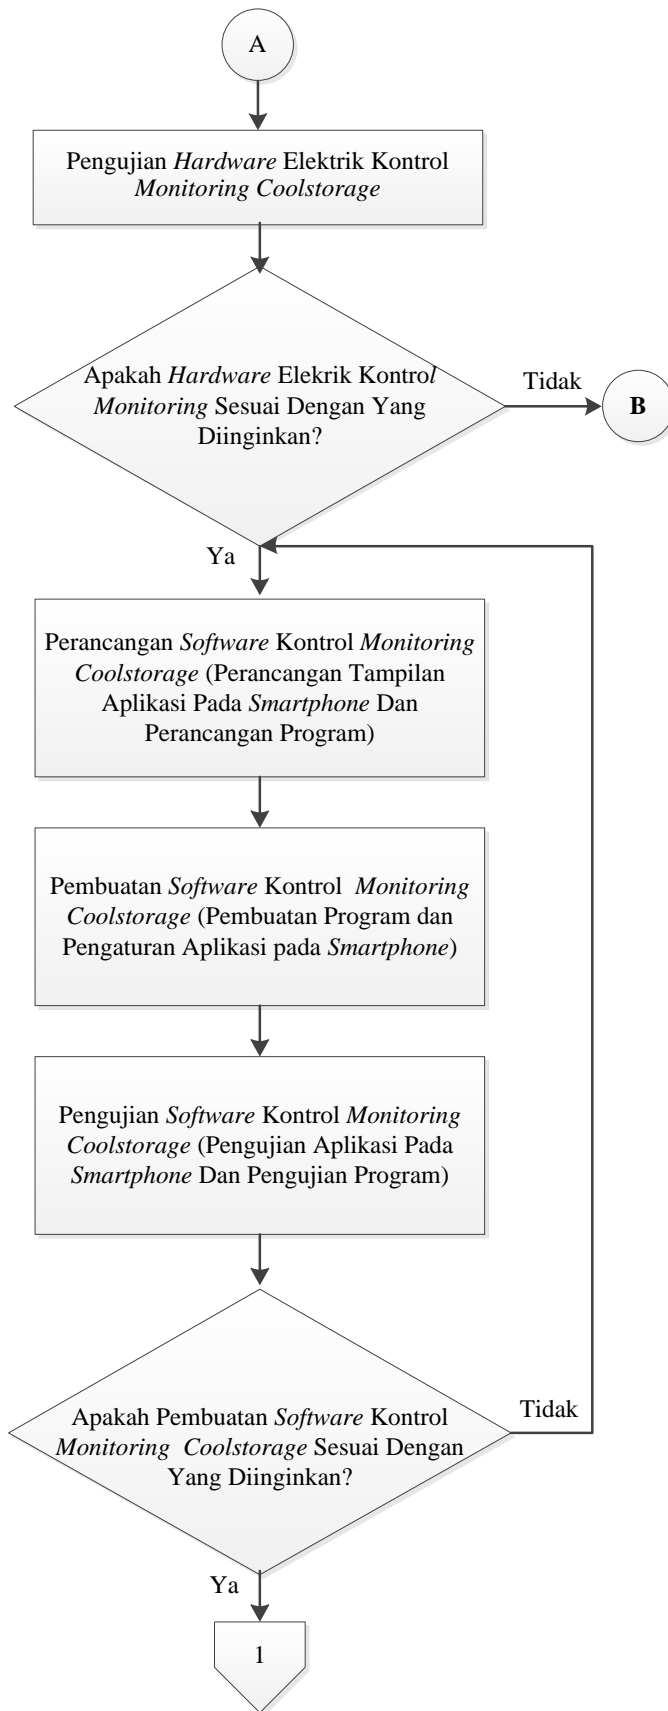 A
Pengujian Hardware Elektrik Kontrol
Monitoring Coolstorage
Apakah Hardware Elekrik Kontrol
Monitoring Sesuai Dengan Yang
Diinginkan?
Tidak
B
Ya
Perancangan Software Kontrol Monitoring
Coolstorage (Perancangan Tampilan
Aplikasi Pada Smartphone Dan
Perancangan Program)
Pembuatan Software Kontrol Monitoring
Coolstorage (Pembuatan Program dan
Pengaturan Aplikasi pada Smartphone)
Pengujian Software Kontrol Monitoring
Coolstorage (Pengujian Aplikasi Pada
Smartphone Dan Pengujian Program)
Apakah Pembuatan Software Kontrol
Monitoring Coolstorage Sesuai Dengan
Yang Diinginkan?
Tidak
Ya
1